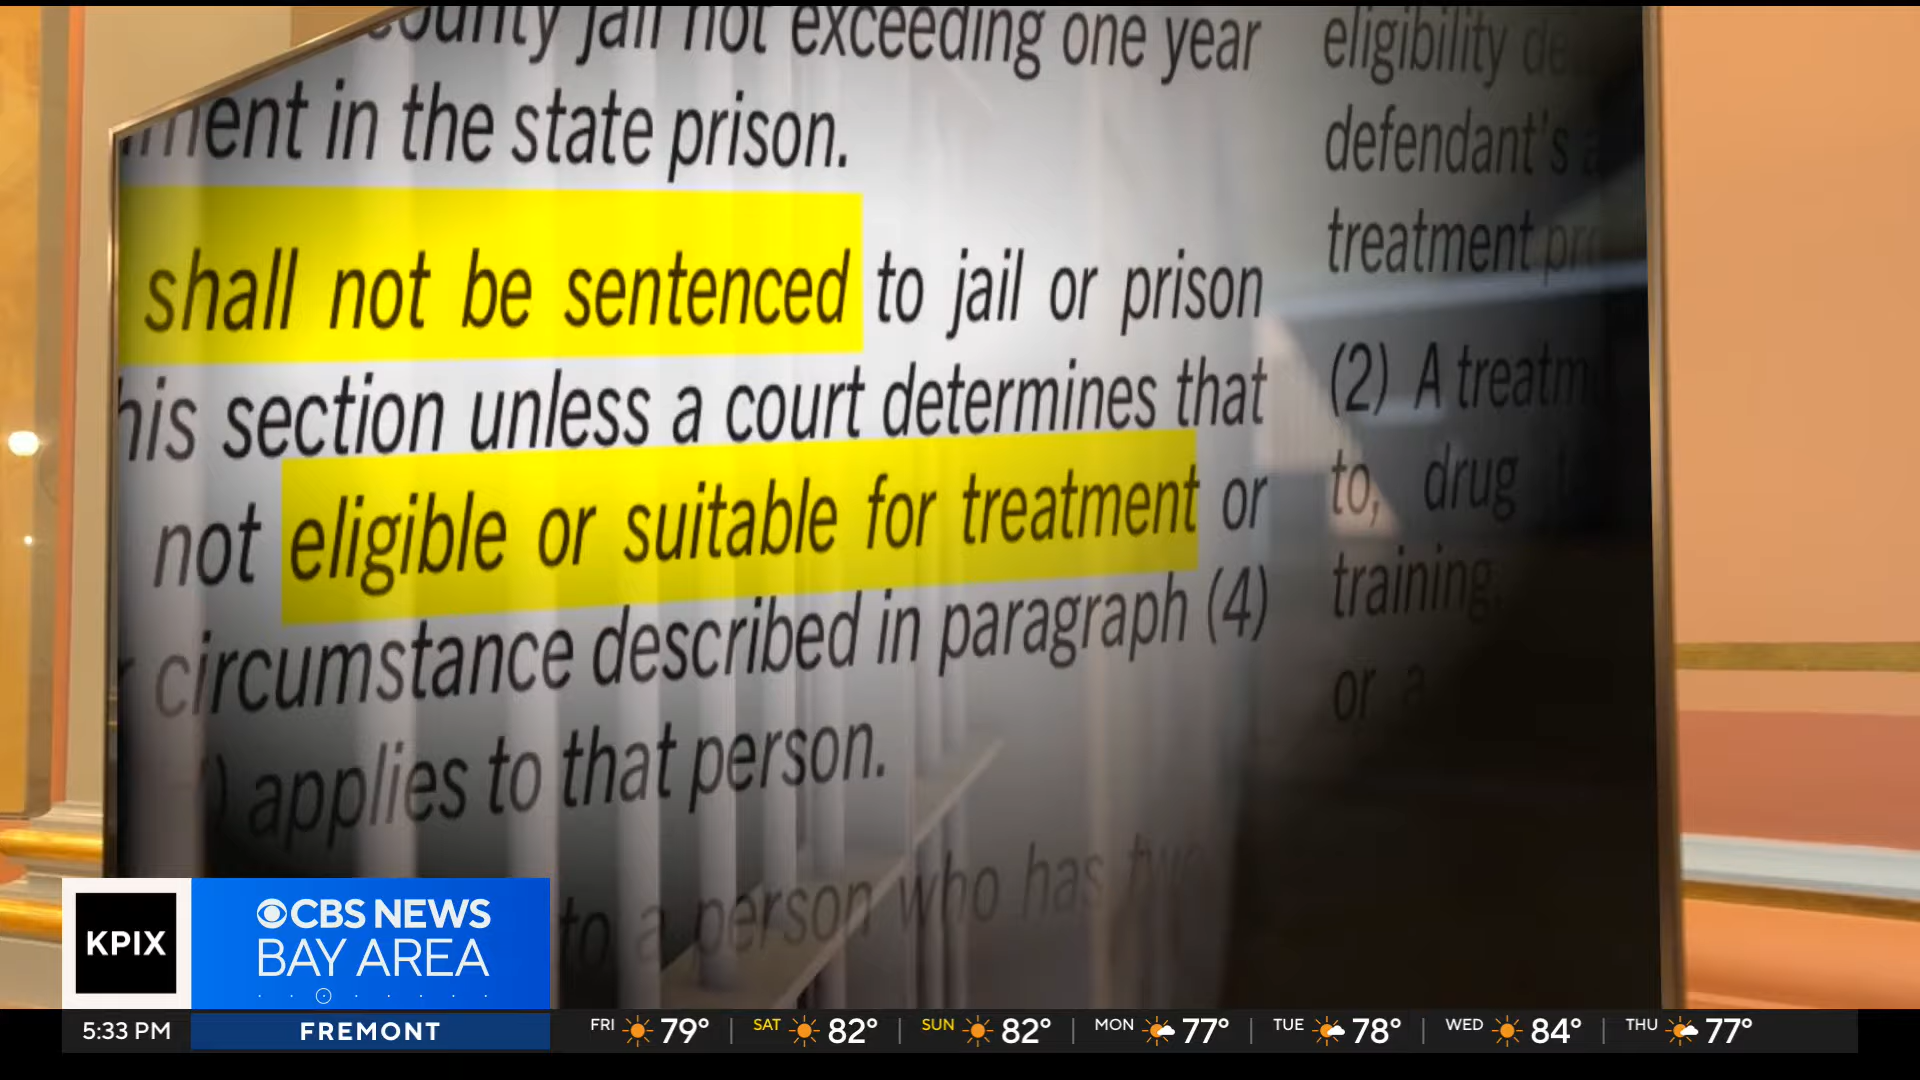 county jail not exceeding one year
ment in the state prison.
shall not be sentenced to jail or prison
his section unless a court determines that
not eligible or suitable for treatment or
circumstance described in paragraph (4)
) applies to that person.
to a person who has two
eligibility
defendant's
treatment
(2) A
to, drug
training,
or a
KPIX
CBS NEWS
BAY AREA
5:33 PM
FREMONT
FRI 79° SAT 82° SUN 82° MON 77° TUE 78° WED 84° THU 77°